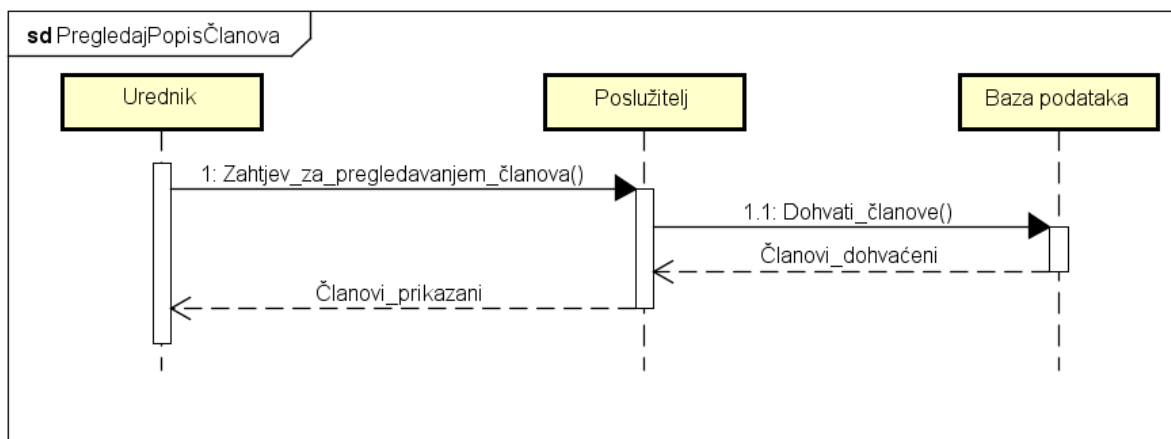 sd PregledajPopisČlanova
Urednik
Poslužitelj
Baza podataka
1: Zahtjev_za_pregledavanjem_članova()
1.1: Dohvati_članove()
Članovi_dohvaćeni
Članovi_prikazani